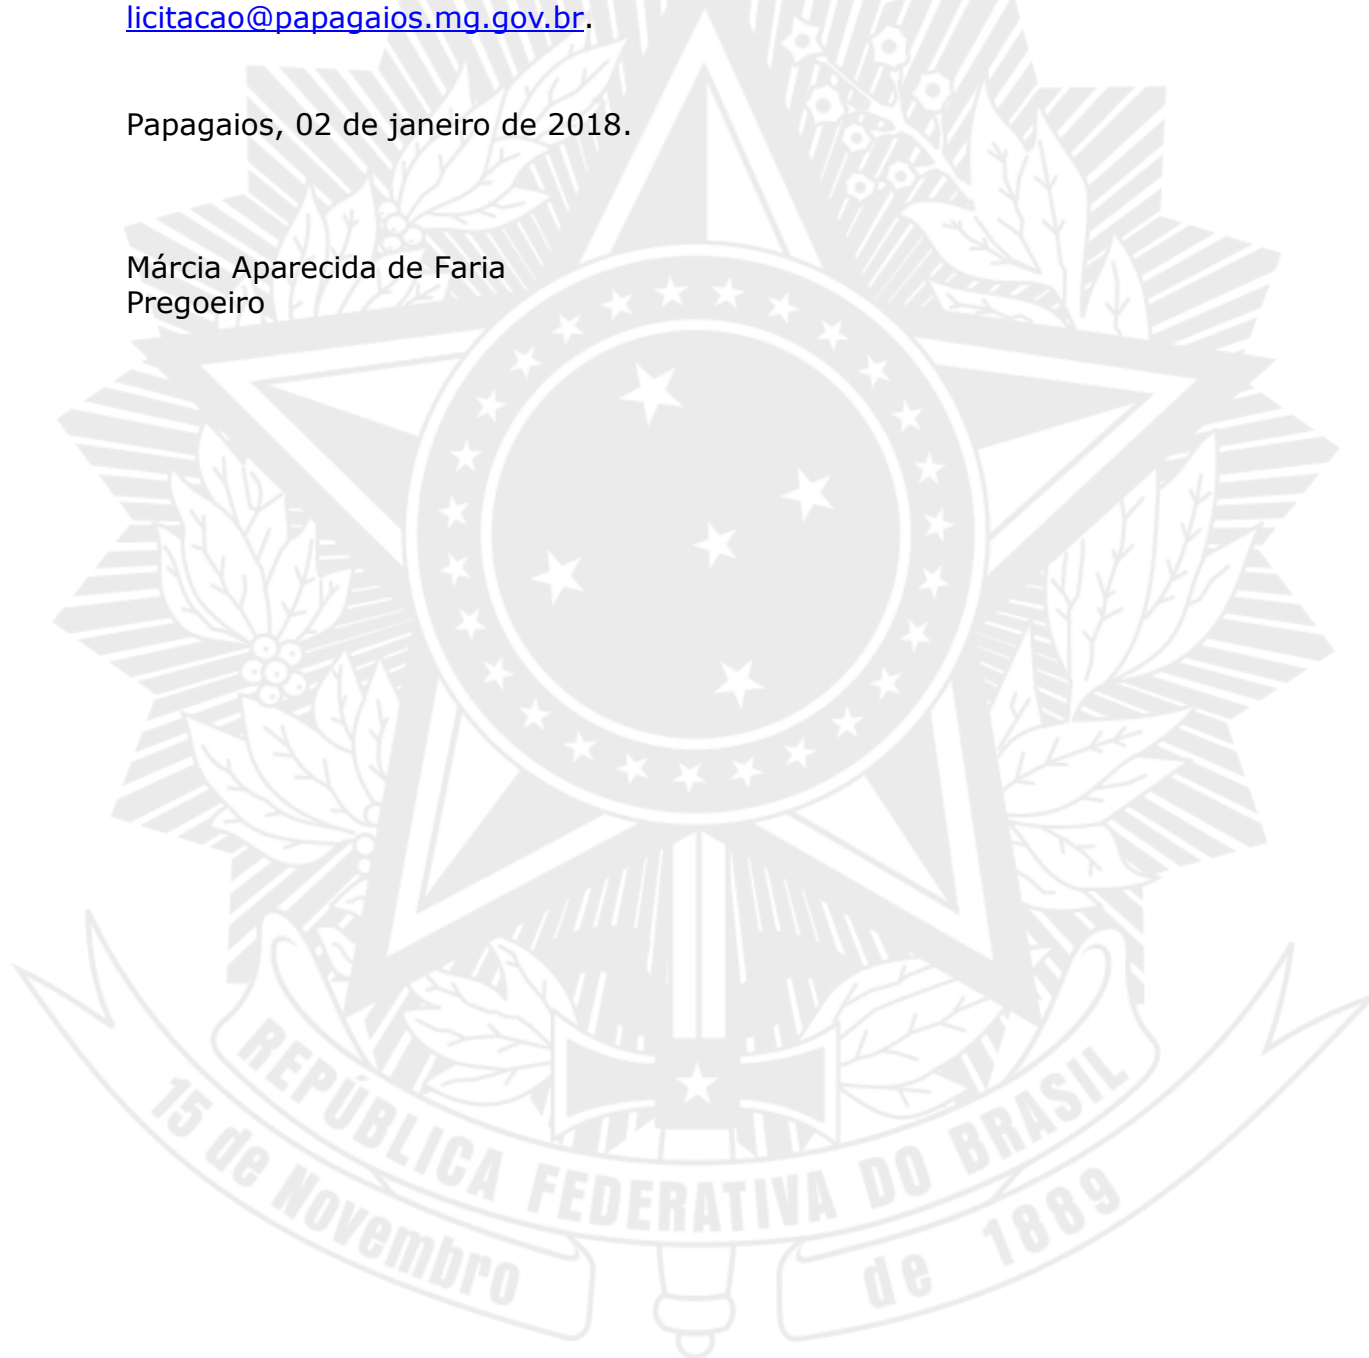 licitacao@papagaios.mg.gov.br.
Papagaios, 02 de janeiro de 2018.
Márcia Aparecida de Faria
Pregoeiro
REPÚBLICA FEDERATIVA DO BRASIL
15 de Novembro de 1889